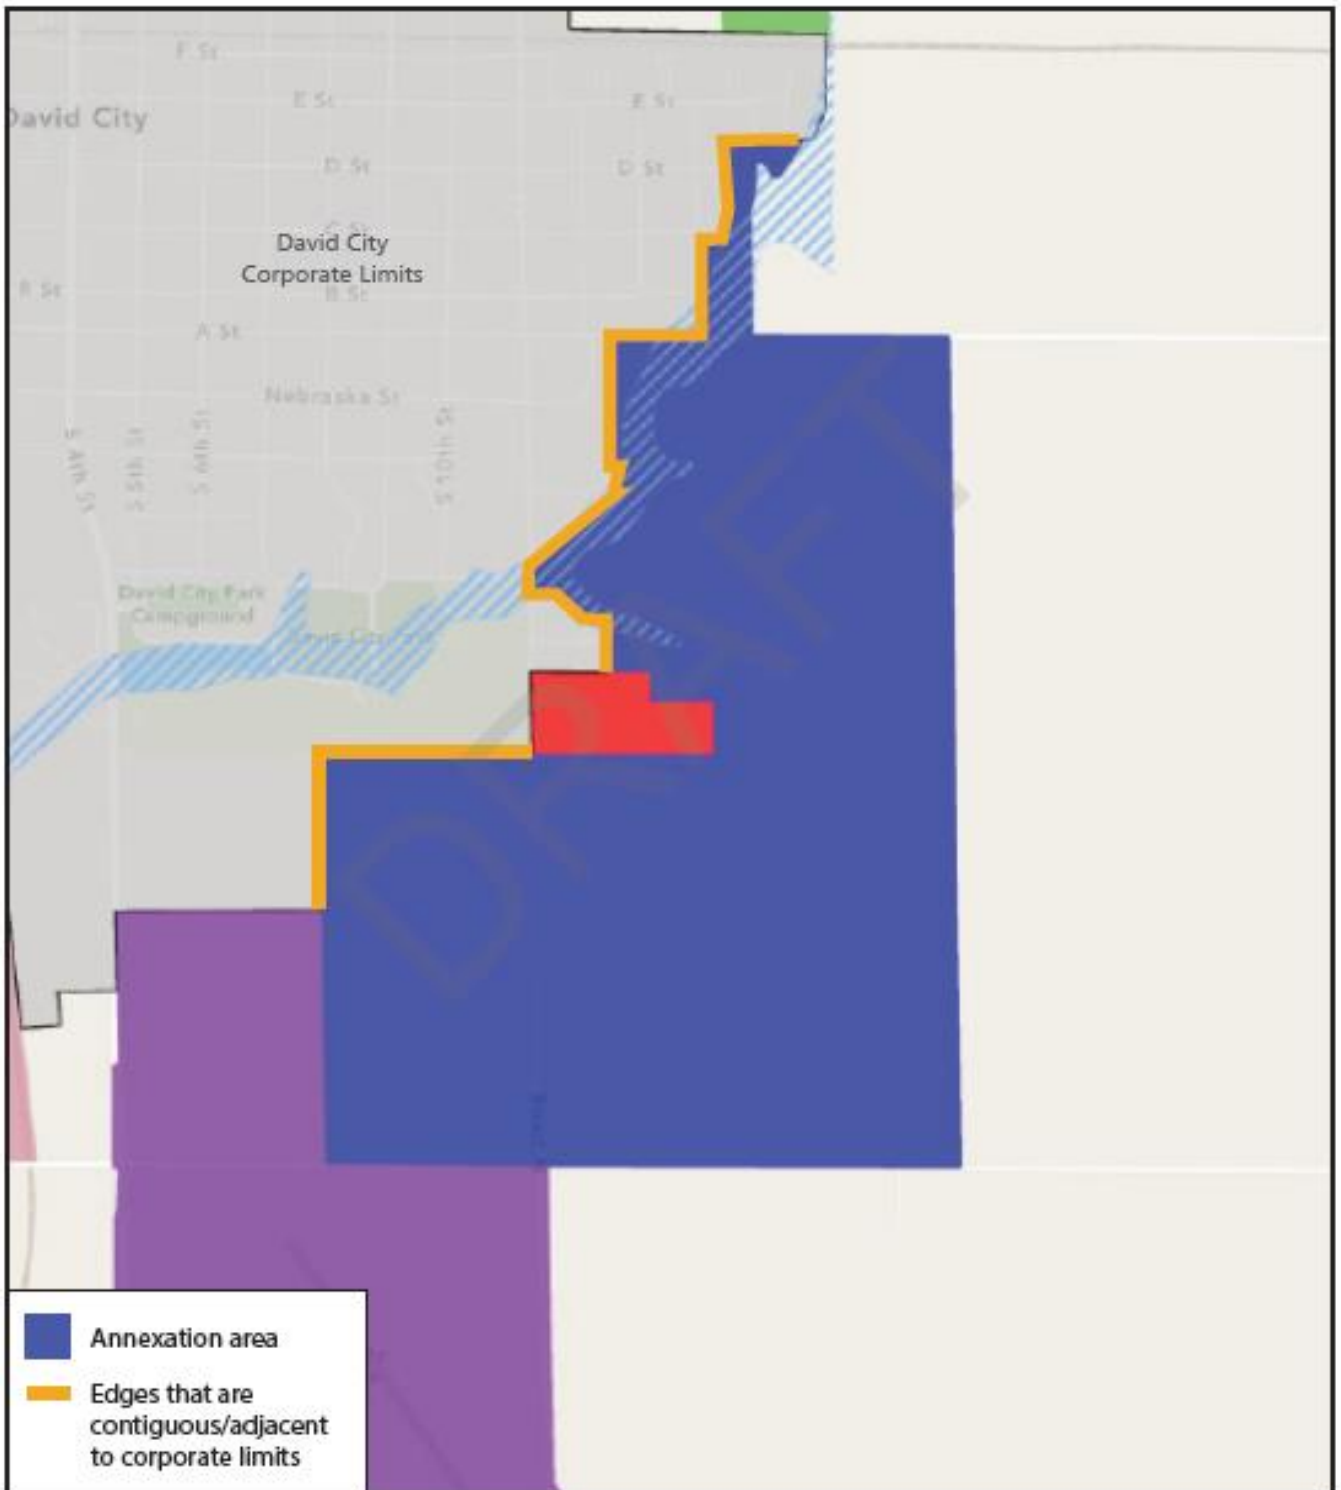 F St
E St
E St
David City
D St
D St
C St
David City
Corporate Limits
B St
A St
Nebraska St
S 4th St
S 5th St
S 6th St
S 10th St
David City Park
Campground
DRAFT
Annexation area
Edges that are
contiguous/adjacent
to corporate limits